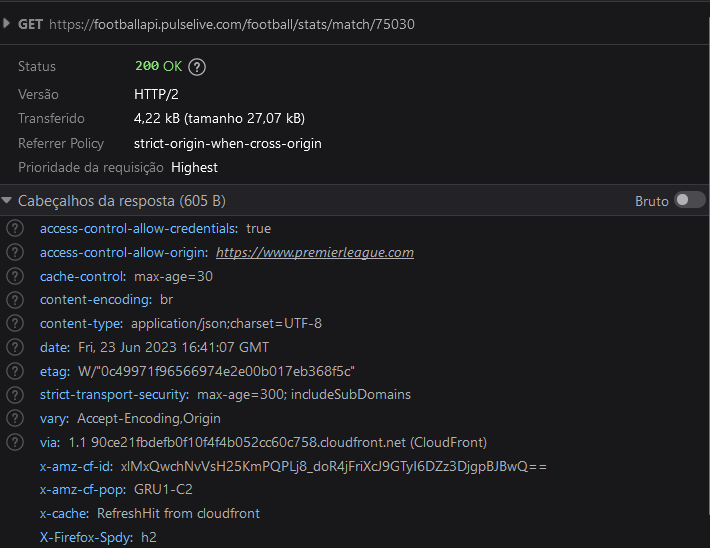 GET https://footballapi.pulselive.com/football/stats/match/75030
Status 200 OK ?
Versão HTTP/2
Transferido 4,22 kB (tamanho 27,07 kB)
Referrer Policy strict-origin-when-cross-origin
Prioridade da requisição Highest
Cabeçalhos da resposta (605 B) Bruto
? access-control-allow-credentials: true
? access-control-allow-origin: https://www.premierleague.com
? cache-control: max-age=30
? content-encoding: br
? content-type: application/json;charset=UTF-8
? date: Fri, 23 Jun 2023 16:41:07 GMT
? etag: W/"0c49971f96566974e2e00b017eb368f5c"
? strict-transport-security: max-age=300; includeSubDomains
? vary: Accept-Encoding,Origin
? via: 1.1 90ce21fbdefb0f10f4f4b052cc60c758.cloudfront.net (CloudFront)
x-amz-cf-id: xlMxQwchNvVsH25KmPQPLj8_doR4jFriXcJ9GTyI6DZz3DjgpBJBwQ==
x-amz-cf-pop: GRU1-C2
x-cache: RefreshHit from cloudfront
X-Firefox-Spdy: h2